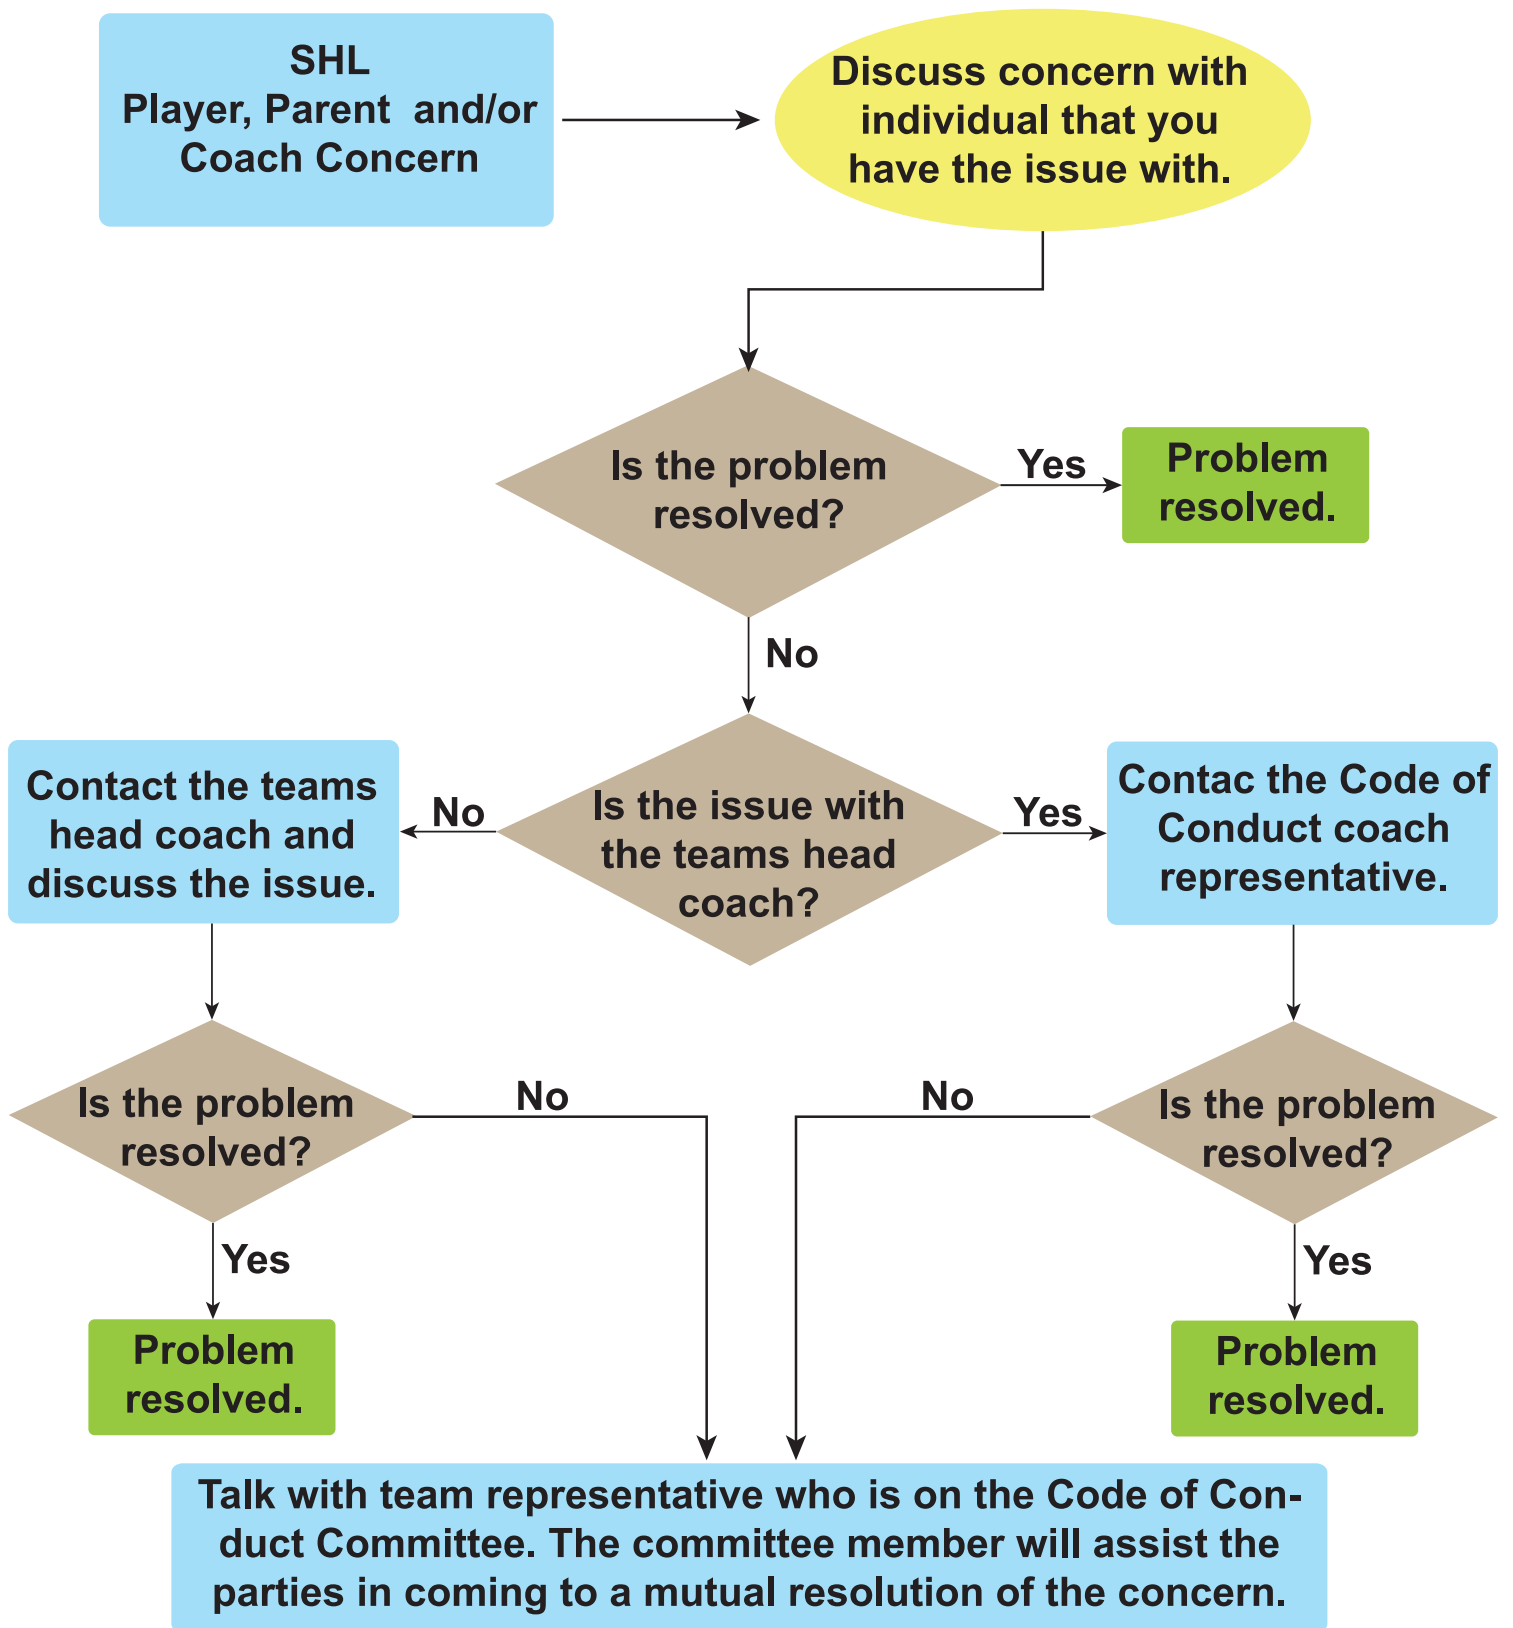 SHL
Player, Parent  and/or
Coach Concern
Discuss concern with
individual that you
have the issue with.
Is the problem
resolved?
Yes
Problem
resolved.
No
Is the issue with
the teams head
coach?
No
Contact the teams
head coach and
discuss the issue.
Yes
Contac the Code of
Conduct coach
representative.
Is the problem
resolved?
No
Yes
Problem
resolved.
Is the problem
resolved?
No
Yes
Problem
resolved.
Talk with team representative who is on the Code of Con-
duct Committee. The committee member will assist the
parties in coming to a mutual resolution of the concern.